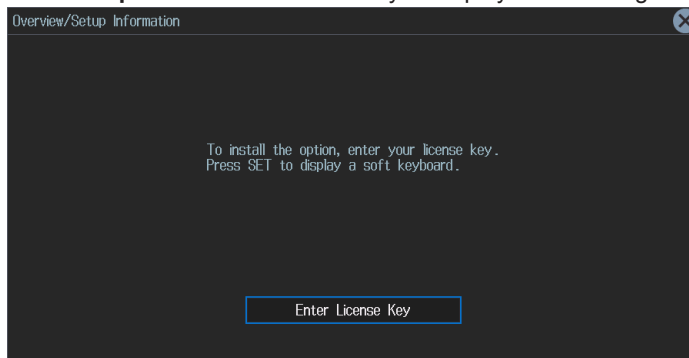 Overview/Setup Information
To install the option, enter your license key.
Press SET to display a soft keyboard.
Enter License Key